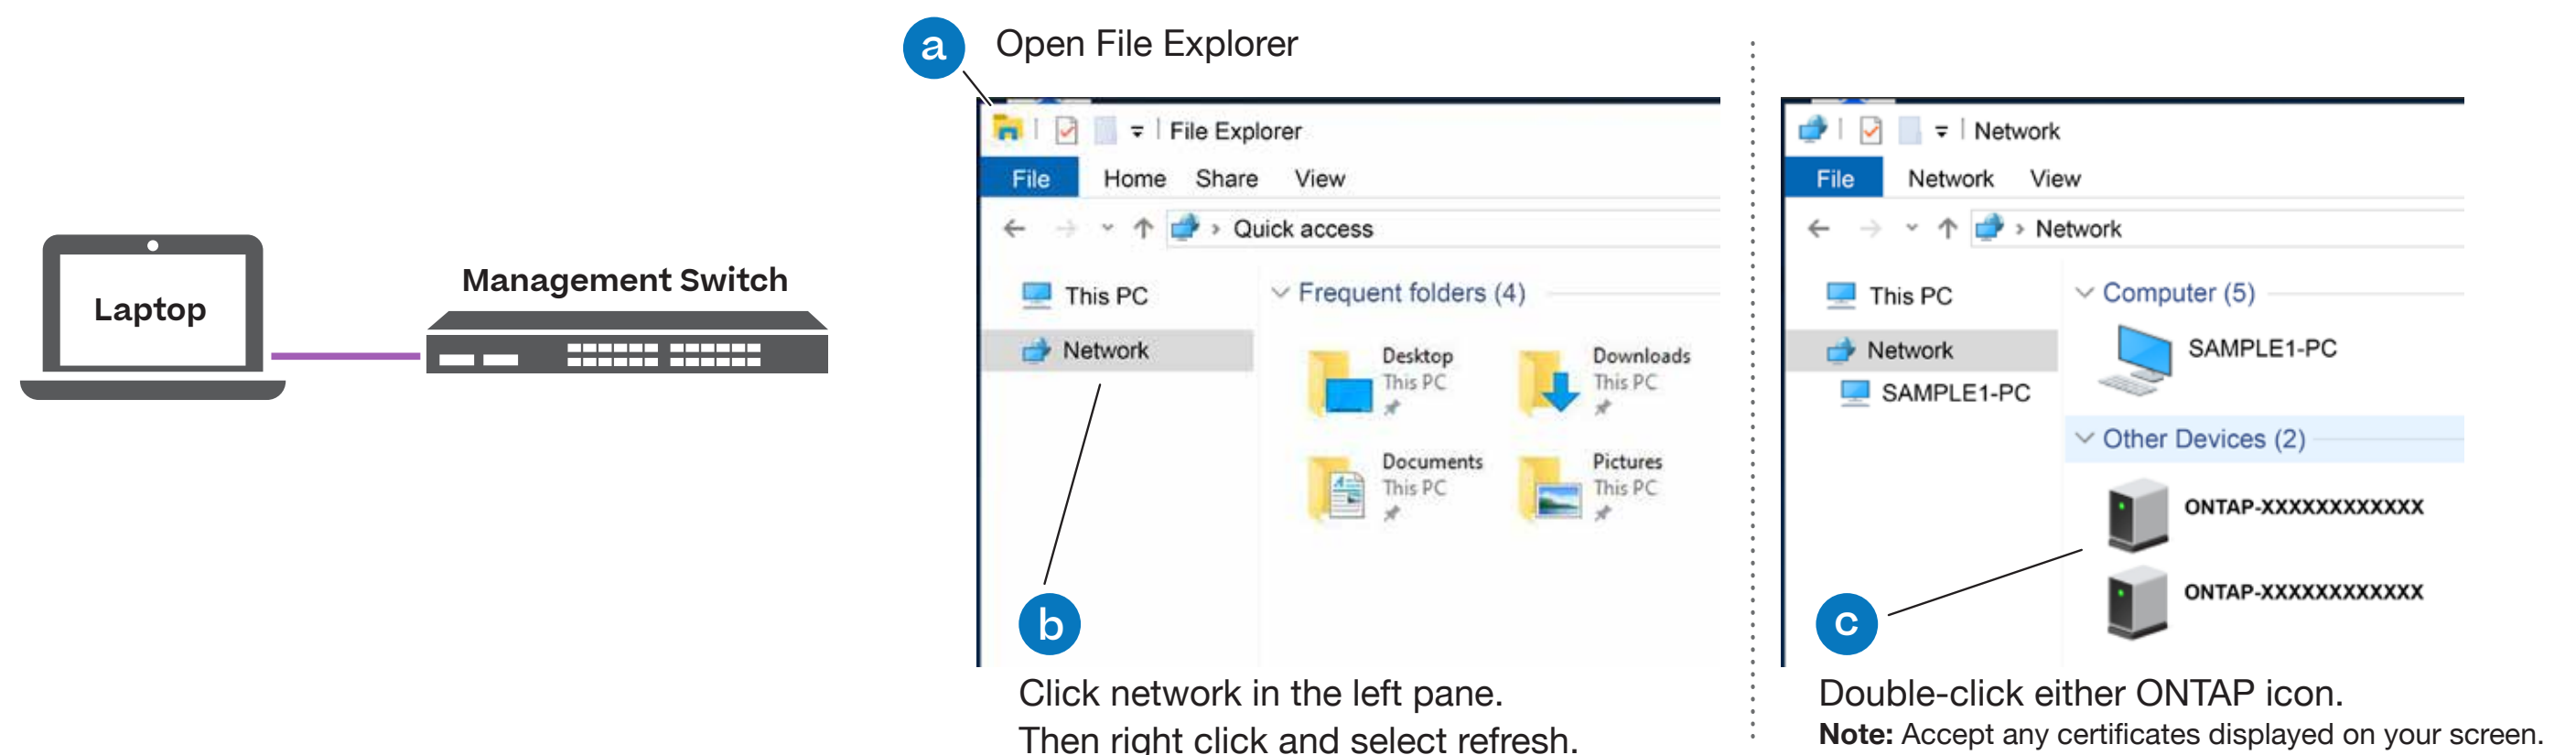 Laptop
Management Switch
a
Open File Explorer
File Explorer
File Home Share View
Quick access
This PC
Network
Frequent folders (4)
Desktop
This PC
Downloads
This PC
Documents
This PC
Pictures
This PC
b
Click network in the left pane.
Then right click and select refresh.
Network
File Network View
Network
This PC
Network
SAMPLE1-PC
Computer (5)
SAMPLE1-PC
Other Devices (2)
ONTAP-XXXXXXXXXXXX
ONTAP-XXXXXXXXXXXX
c
Double-click either ONTAP icon.
Note: Accept any certificates displayed on your screen.